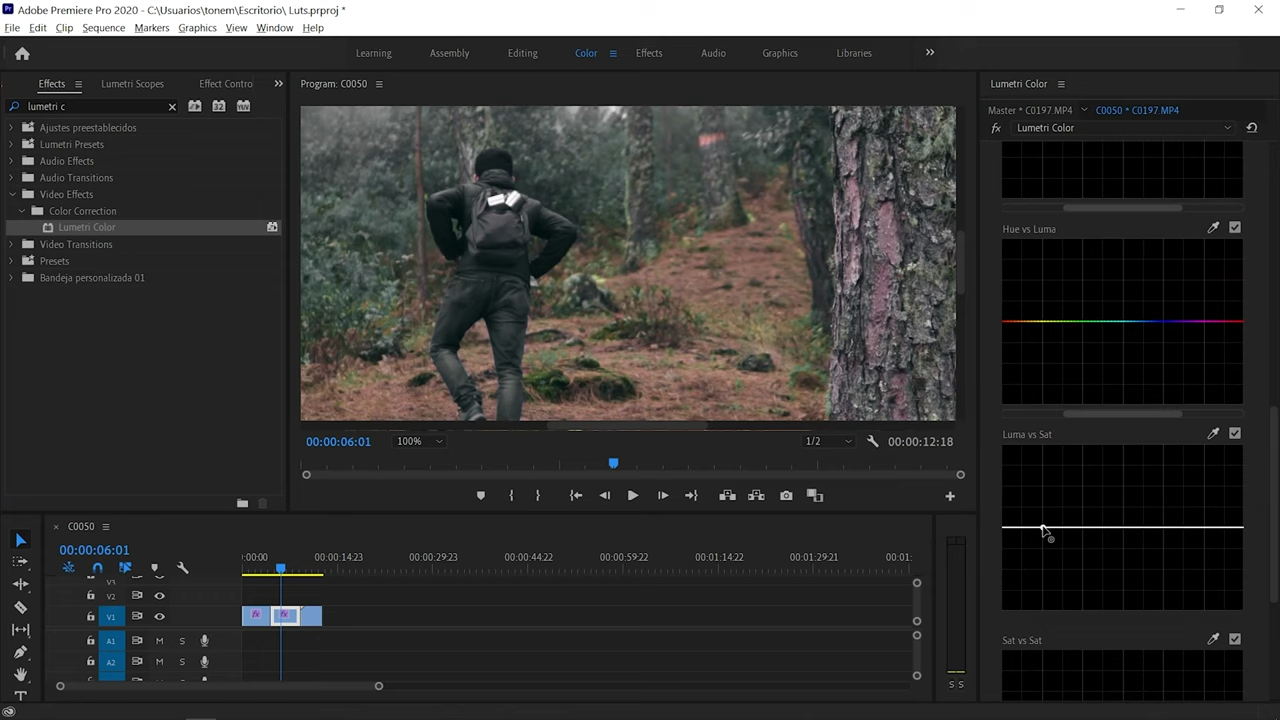 Adobe Premiere Pro 2020 - C:\Usuarios\tonem\Escritorio\ Luts.prproj *
File Edit Clip Sequence Markers Graphics View Window Help
Learning Assembly Editing Color Effects Audio Graphics Libraries
Effects Lumetri Scopes Effect Contro
lumetri c
Ajustes preestablecidos
Lumetri Presets
Audio Effects
Audio Transitions
Video Effects
Color Correction
Lumetri Color
Video Transitions
Presets
Bandeja personalizada 01
Program: C0050
00:00:06:01 100% 1/2 00:00:12:18
Lumetri Color
Master * C0197.MP4 C0050 * C0197.MP4
fx Lumetri Color
Hue vs Luma
Luma vs Sat
Sat vs Sat
C0050
00:00:06:01
:00:00 00:00:14:23 00:00:29:23 00:00:44:22 00:00:59:22 00:01:14:22 00:01:29:21 00:01:
V3
V2
V1 fx fx
A1 M S
A2 M S
S S